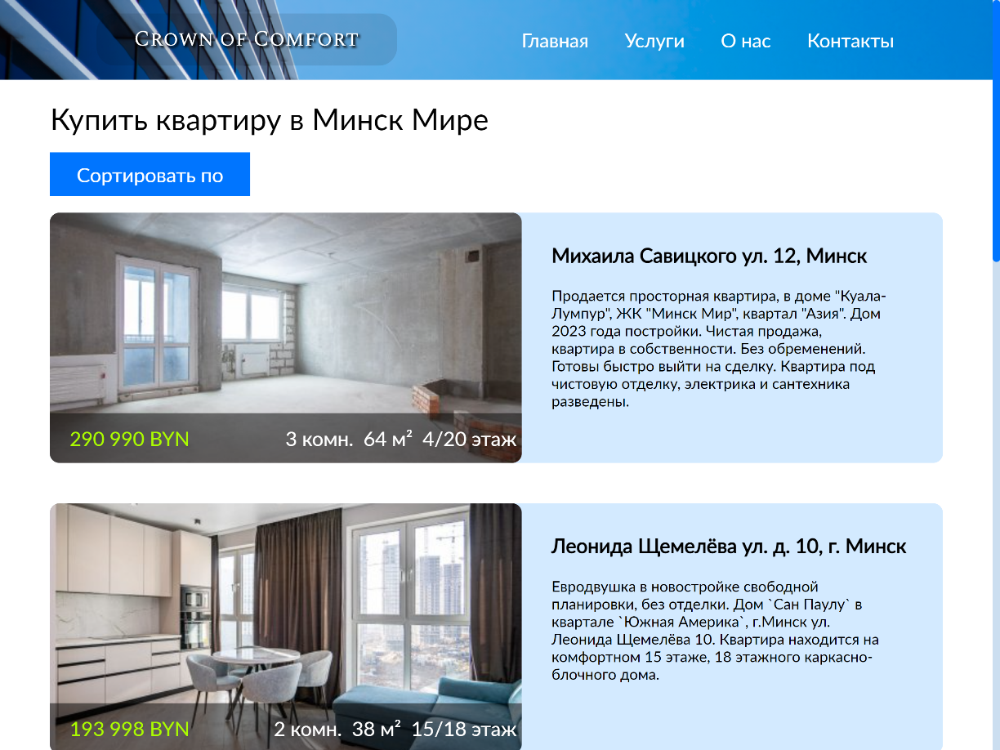 CROWN OF COMFORT
Главная Услуги О нас Контакты
Купить квартиру в Минск Мире
Сортировать по
Михаила Савицкого ул. 12, Минск
Продается просторная квартира, в доме "Куала-
Лумпур", ЖК "Минск Мир", квартал "Азия". Дом
2023 года постройки. Чистая продажа,
квартира в собственности. Без обременений.
Готовы быстро выйти на сделку. Квартира под
чистовую отделку, электрика и сантехника
разведены.
290 990 BYN 3 комн. 64 м² 4/20 этаж
Леонида Щемелёва ул. д. 10, г. Минск
Евродвушка в новостройке свободной
планировки, без отделки. Дом `Сан Паулу` в
квартале `Южная Америка`, г.Минск ул.
Леонида Щемелёва 10. Квартира находится на
комфортном 15 этаже, 18 этажного каркасно-
блочного дома.
193 998 BYN 2 комн. 38 м² 15/18 этаж